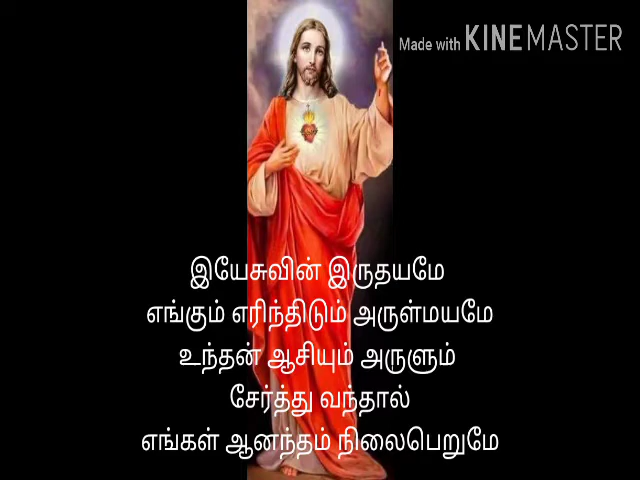 Made with KINEMASTER
இயேசுவின் இருதயமே
எங்கும் எரிந்திடும் அருள்மயமே
உந்தன் ஆசியும் அருளும்
சேர்த்து வந்தால்
எங்கள் ஆனந்தம் நிலைபெறுமே